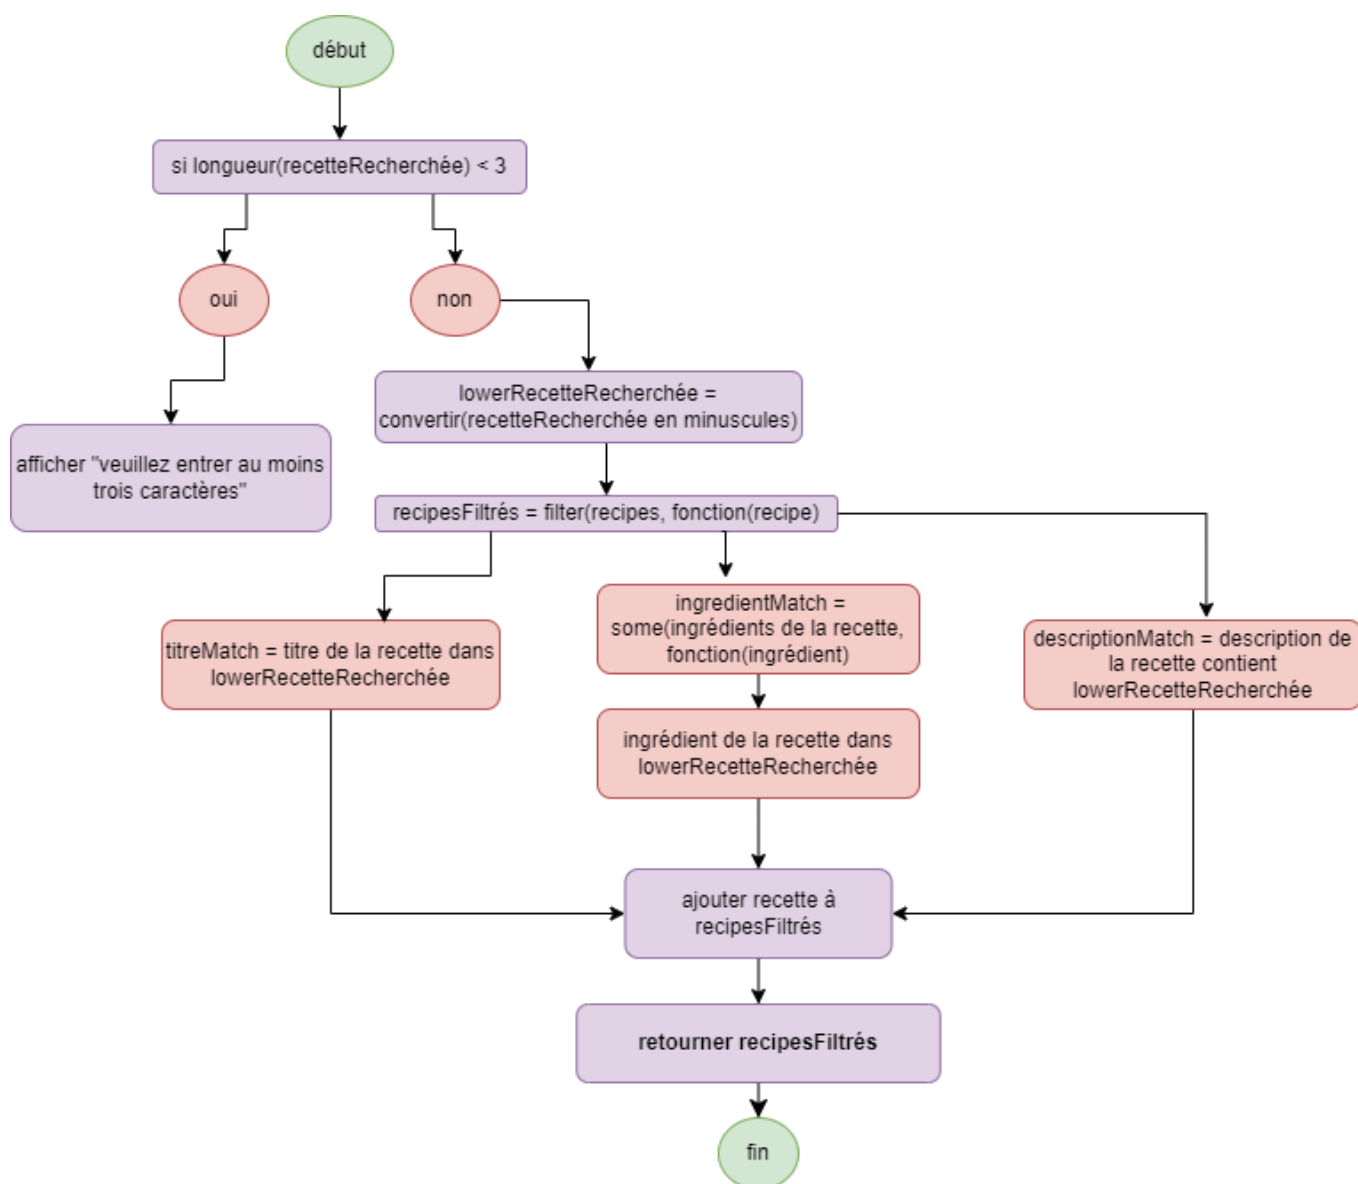 début
si longueur(recetteRecherchée) < 3
oui
non
lowerRecetteRecherchée =
convertir(recetteRecherchée en minuscules)
afficher "veuillez entrer au moins
trois caractères"
recipesFiltrés = filter(recipes, fonction(recipe)
titreMatch = titre de la recette dans
lowerRecetteRecherchée
ingredientMatch =
some(ingrédients de la recette,
fonction(ingrédient)
descriptionMatch = description de
la recette contient
lowerRecetteRecherchée
ingrédient de la recette dans
lowerRecetteRecherchée
ajouter recette à
recipesFiltrés
retourner recipesFiltrés
fin